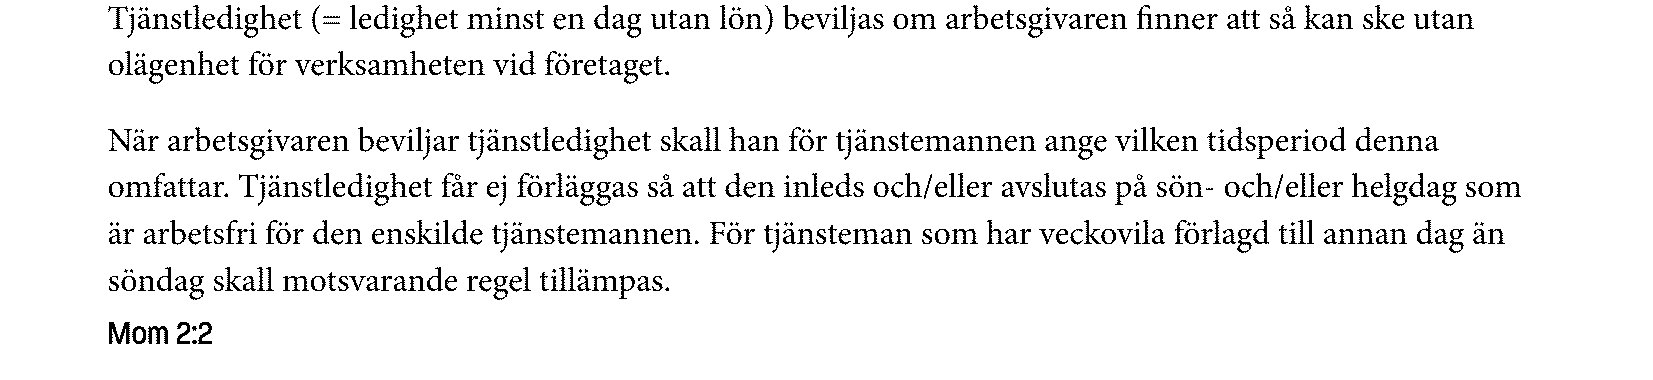 Tjänstledighet (= ledighet minst en dag utan lön) beviljas om arbetsgivaren finner att så kan ske utan
olägenhet för verksamheten vid företaget.
När arbetsgivaren beviljar tjänstledighet skall han för tjänstemannen ange vilken tidsperiod denna
omfattar. Tjänstledighet får ej förläggas så att den inleds och/eller avslutas på sön- och/eller helgdag som
är arbetsfri för den enskilde tjänstemannen. För tjänsteman som har veckovila förlagd till annan dag än
söndag skall motsvarande regel tillämpas.
Mom 2:2